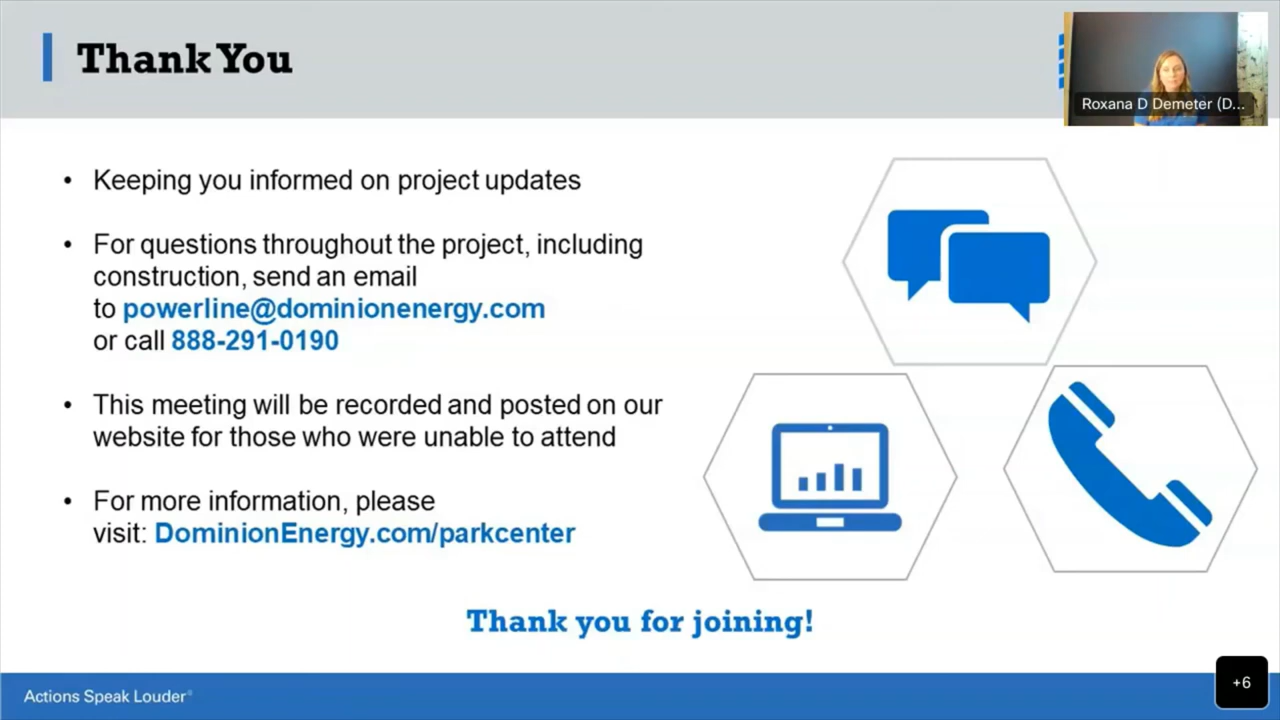 Thank You
Roxana D Demeter (D...
• Keeping you informed on project updates
• For questions throughout the project, including
construction, send an email
to powerline@dominionenergy.com
or call 888-291-0190
• This meeting will be recorded and posted on our
website for those who were unable to attend
• For more information, please
visit: DominionEnergy.com/parkcenter
Thank you for joining!
Actions Speak Louder®
+6